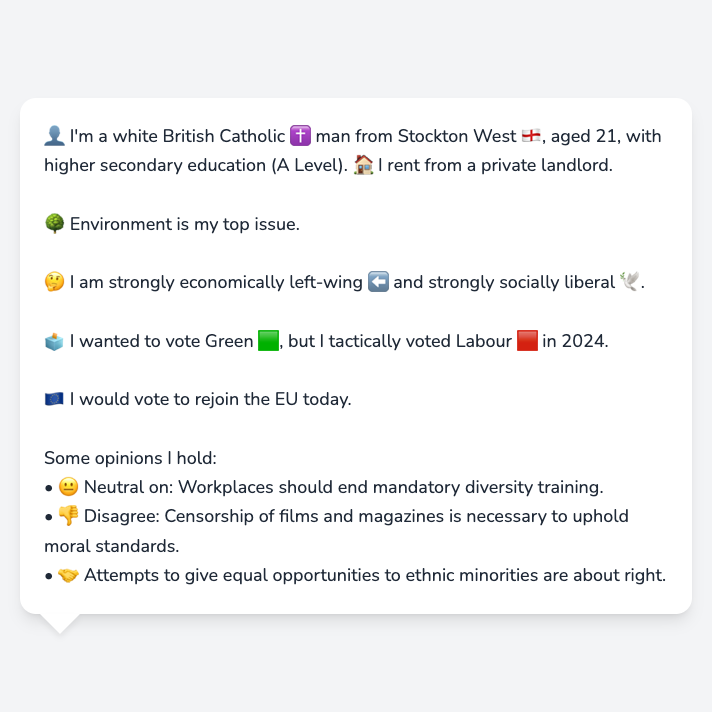 👤 I'm a white British Catholic ✝️ man from Stockton West 🏴󠁧󠁢󠁥󠁮󠁧󠁿, aged 21, with
higher secondary education (A Level). 🏠 I rent from a private landlord.
🌳 Environment is my top issue.
🤔 I am strongly economically left-wing ⬅️ and strongly socially liberal 🕊️.
🗳️ I wanted to vote Green 🟩, but I tactically voted Labour 🟥 in 2024.
🇪🇺 I would vote to rejoin the EU today.
Some opinions I hold:
• 😐 Neutral on: Workplaces should end mandatory diversity training.
• 👎 Disagree: Censorship of films and magazines is necessary to uphold
moral standards.
• 🤝 Attempts to give equal opportunities to ethnic minorities are about right.